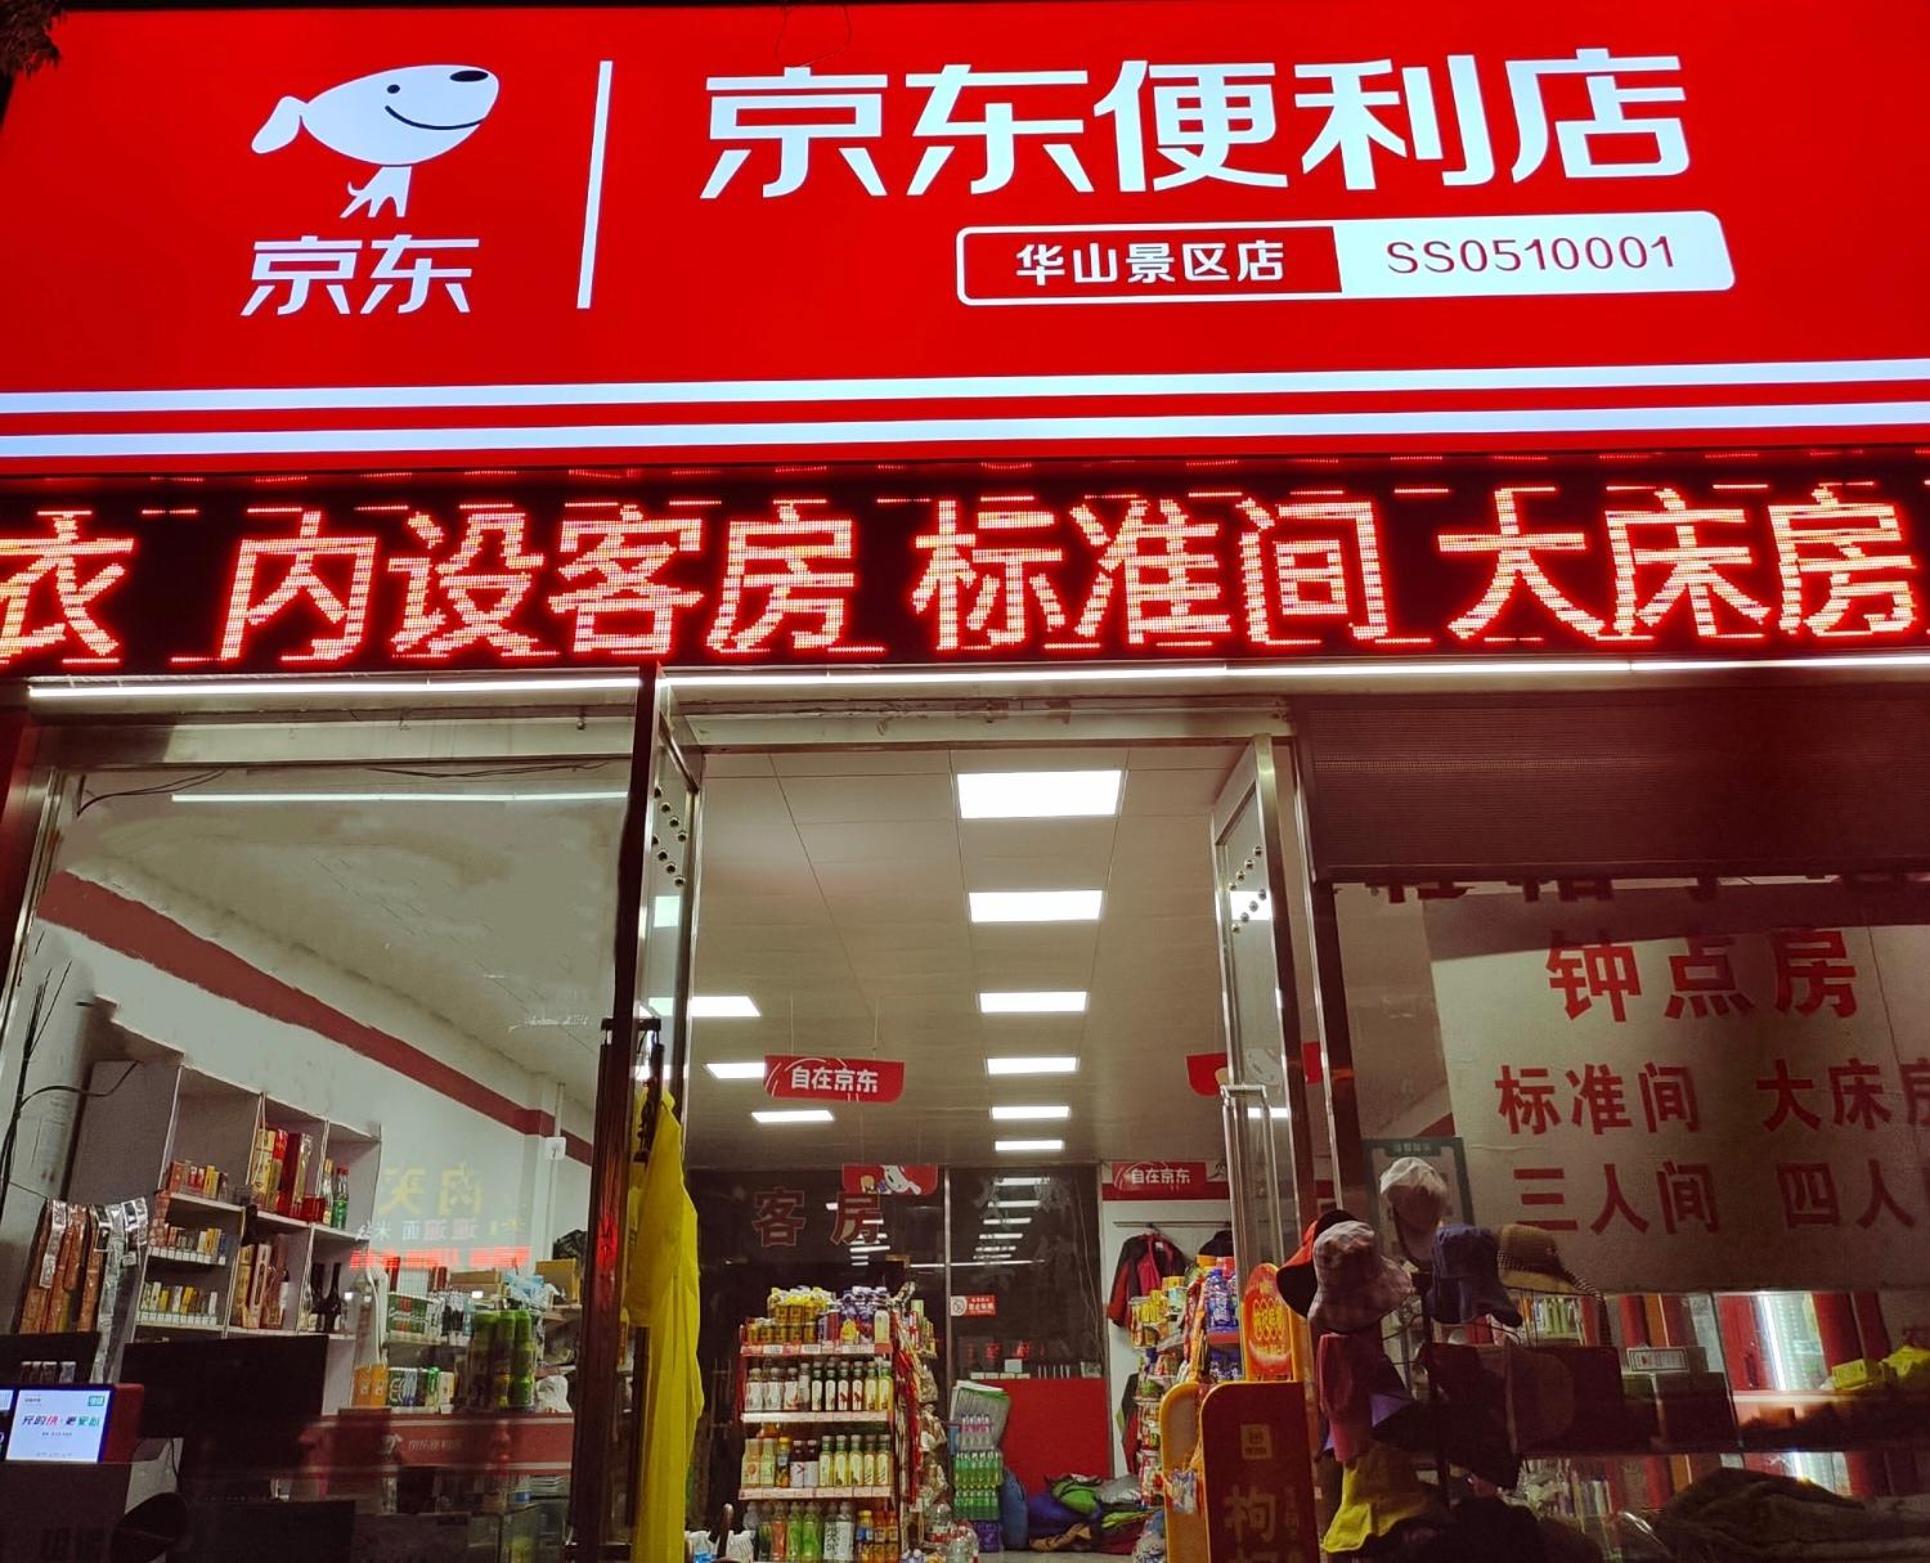 京东
京东便利店
华山景区店 SS0510001
衣 内设客房 标准间 大床房
自在京东
自在京东
客房
钟点房
标准间 大床房
三人间 四人
枸